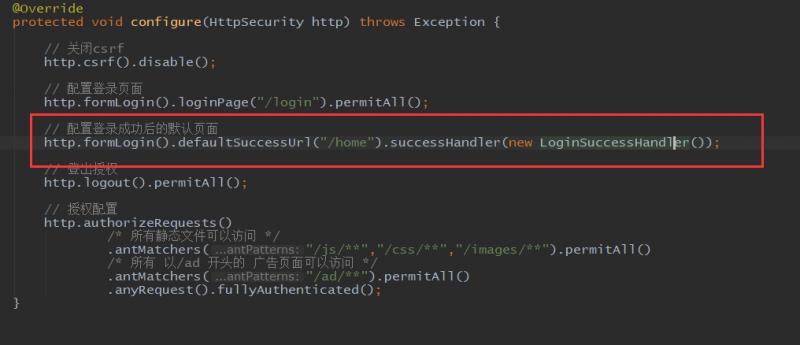 @Override
protected void configure(HttpSecurity http) throws Exception {
// 关闭csrf
http.csrf().disable();
// 配置登录页面
http.formLogin().loginPage("/login").permitAll();
// 配置登录成功后的默认页面
http.formLogin().defaultSuccessUrl("/home").successHandler(new LoginSuccessHandler());
// 登出授权
http.logout().permitAll();
// 授权配置
http.authorizeRequests()
/* 所有静态文件可以访问 */
.antMatchers( ...antPatterns: "/js/**","/css/**","/images/**").permitAll()
/* 所有 以/ad 开头的 广告页面可以访问 */
.antMatchers( ...antPatterns: "/ad/**").permitAll()
.anyRequest().fullyAuthenticated();
}